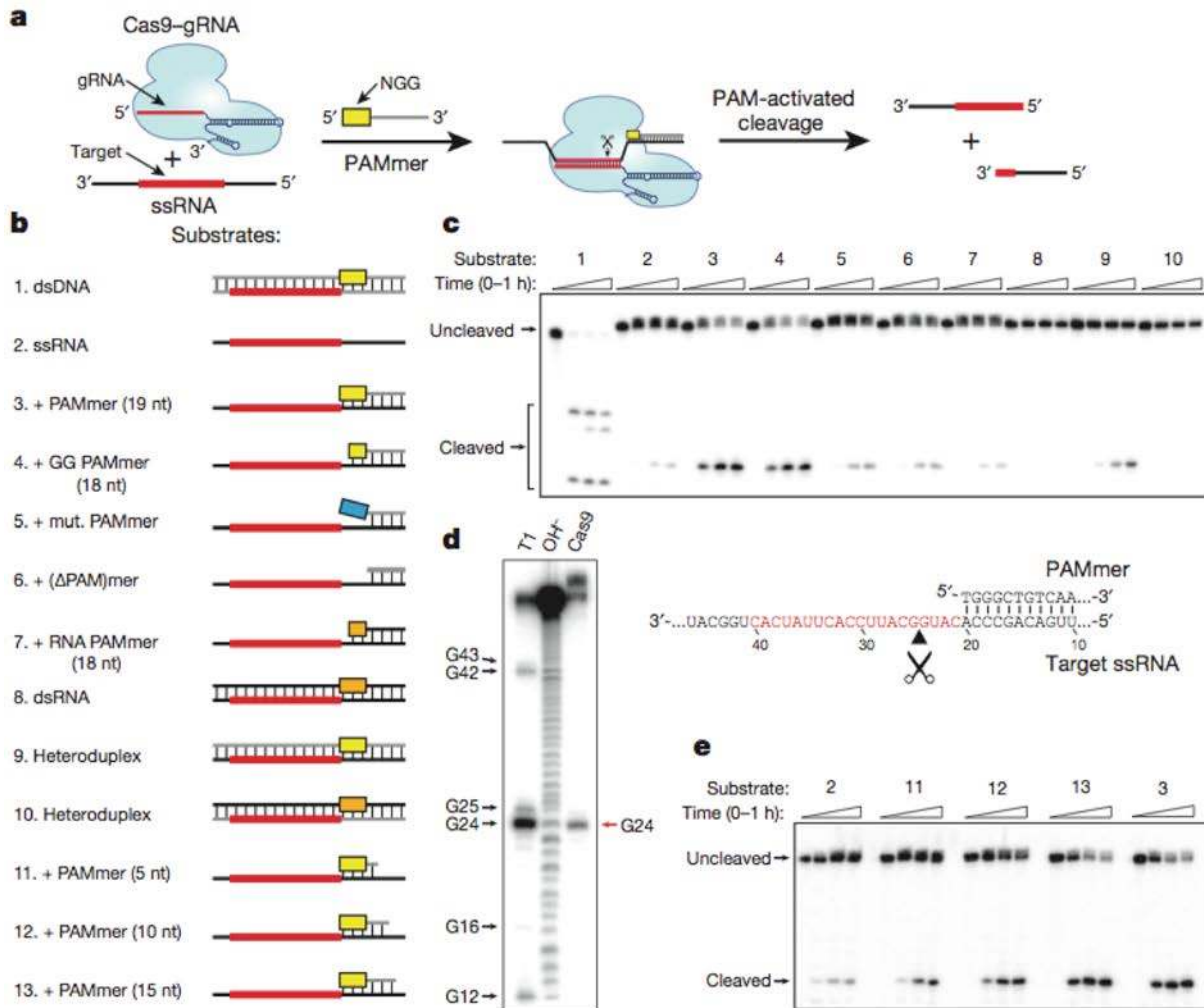 a
Cas9–gRNA
gRNA
5′
3′
Target
+
3′
5′
ssRNA
NGG
5′
3′
PAMmer
PAM-activated
cleavage
3′
5′
+
3′
5′
b
Substrates:
1. dsDNA
2. ssRNA
3. + PAMmer (19 nt)
4. + GG PAMmer
(18 nt)
5. + mut. PAMmer
6. + (ΔPAM)mer
7. + RNA PAMmer
(18 nt)
8. dsRNA
9. Heteroduplex
10. Heteroduplex
11. + PAMmer (5 nt)
12. + PAMmer (10 nt)
13. + PAMmer (15 nt)
c
Substrate: 1 2 3 4 5 6 7 8 9 10
Time (0–1 h)
Uncleaved
Cleaved
d
T1 OH⁻ Cas9
G43
G42
G25
G24
G24
G16
G12
PAMmer
5′-TGGGCTGTCAA...-3′
3′-...UACGGUCACUAUUCACCUUACGGUACACCCGACAGUU...-5′
40 30 20 10
Target ssRNA
e
Substrate: 2 11 12 13 3
Time (0–1 h)
Uncleaved
Cleaved